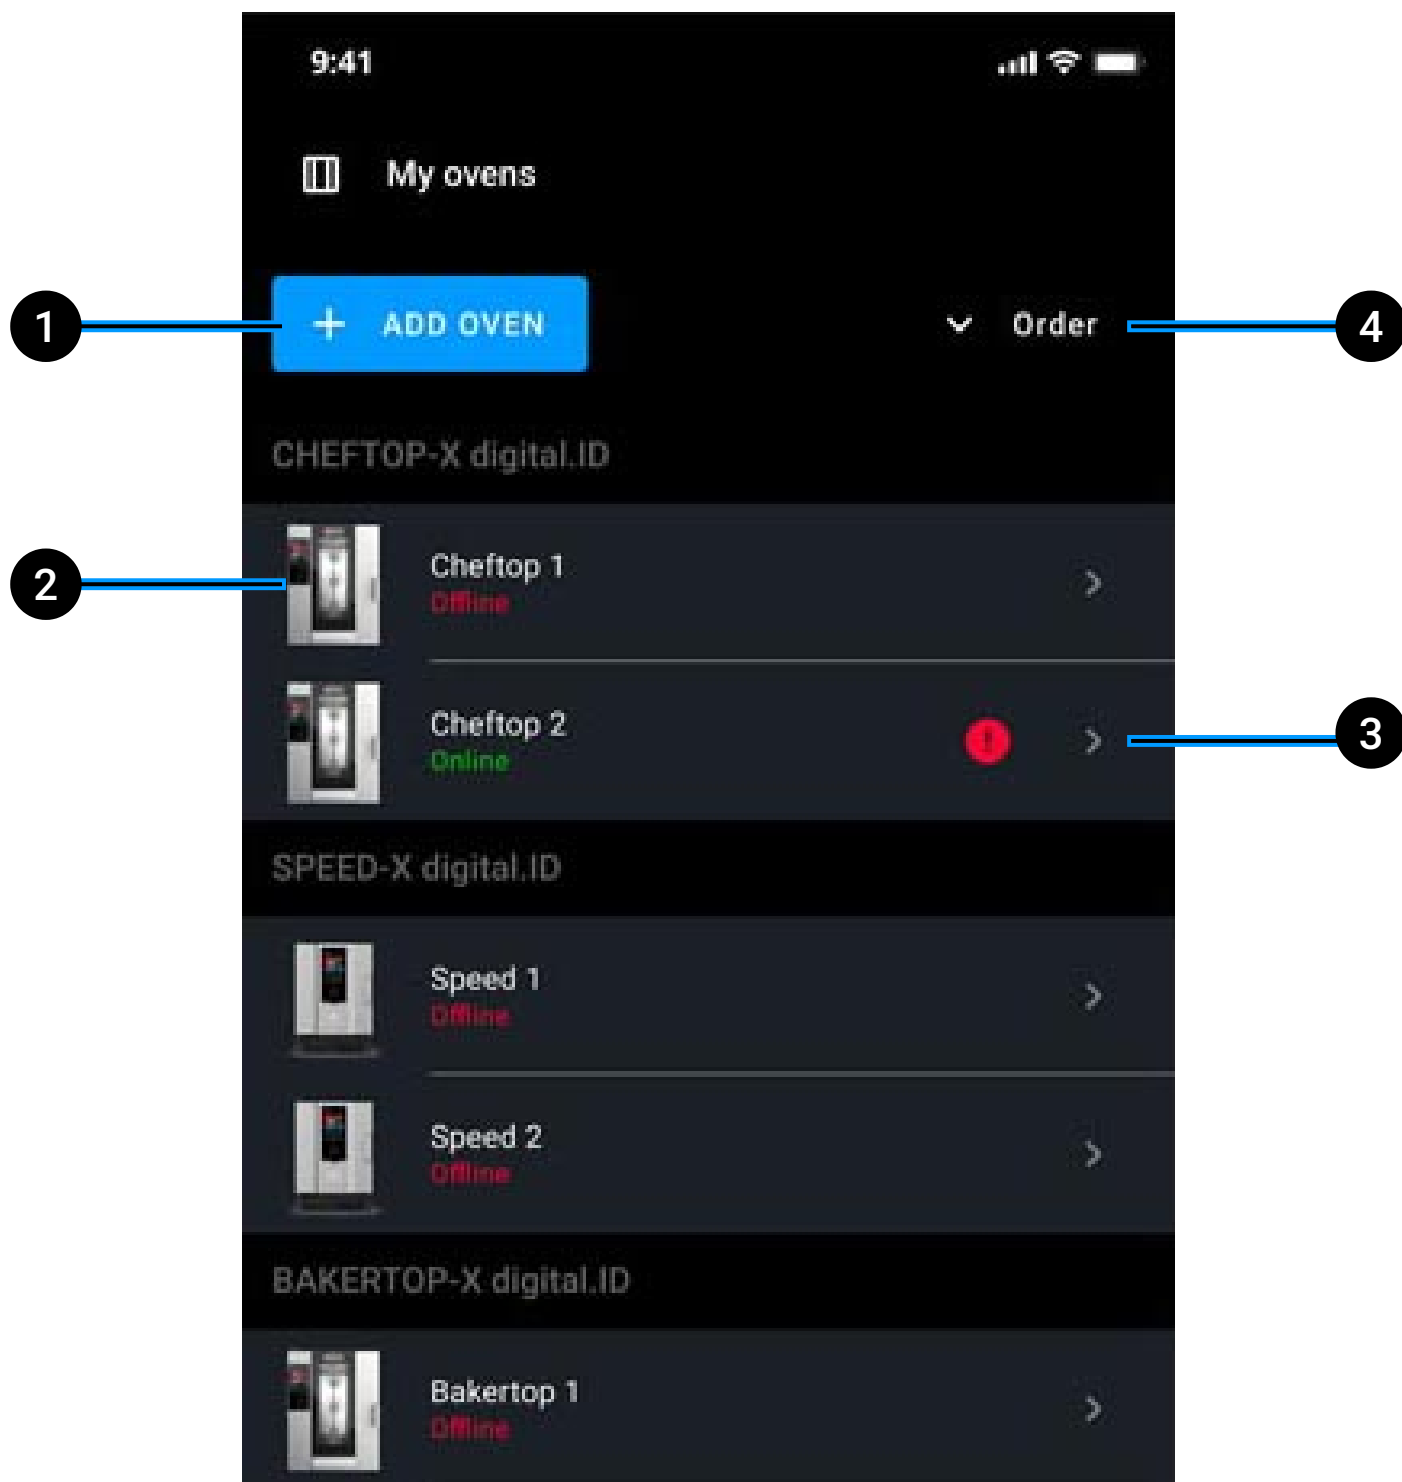 9:41
My ovens
1
+ ADD OVEN
Order
4
CHEFTOP-X digital.ID
2
Cheftop 1
Offline
Cheftop 2
Online
!
3
SPEED-X digital.ID
Speed 1
Offline
Speed 2
Offline
BAKERTOP-X digital.ID
Bakertop 1
Offline